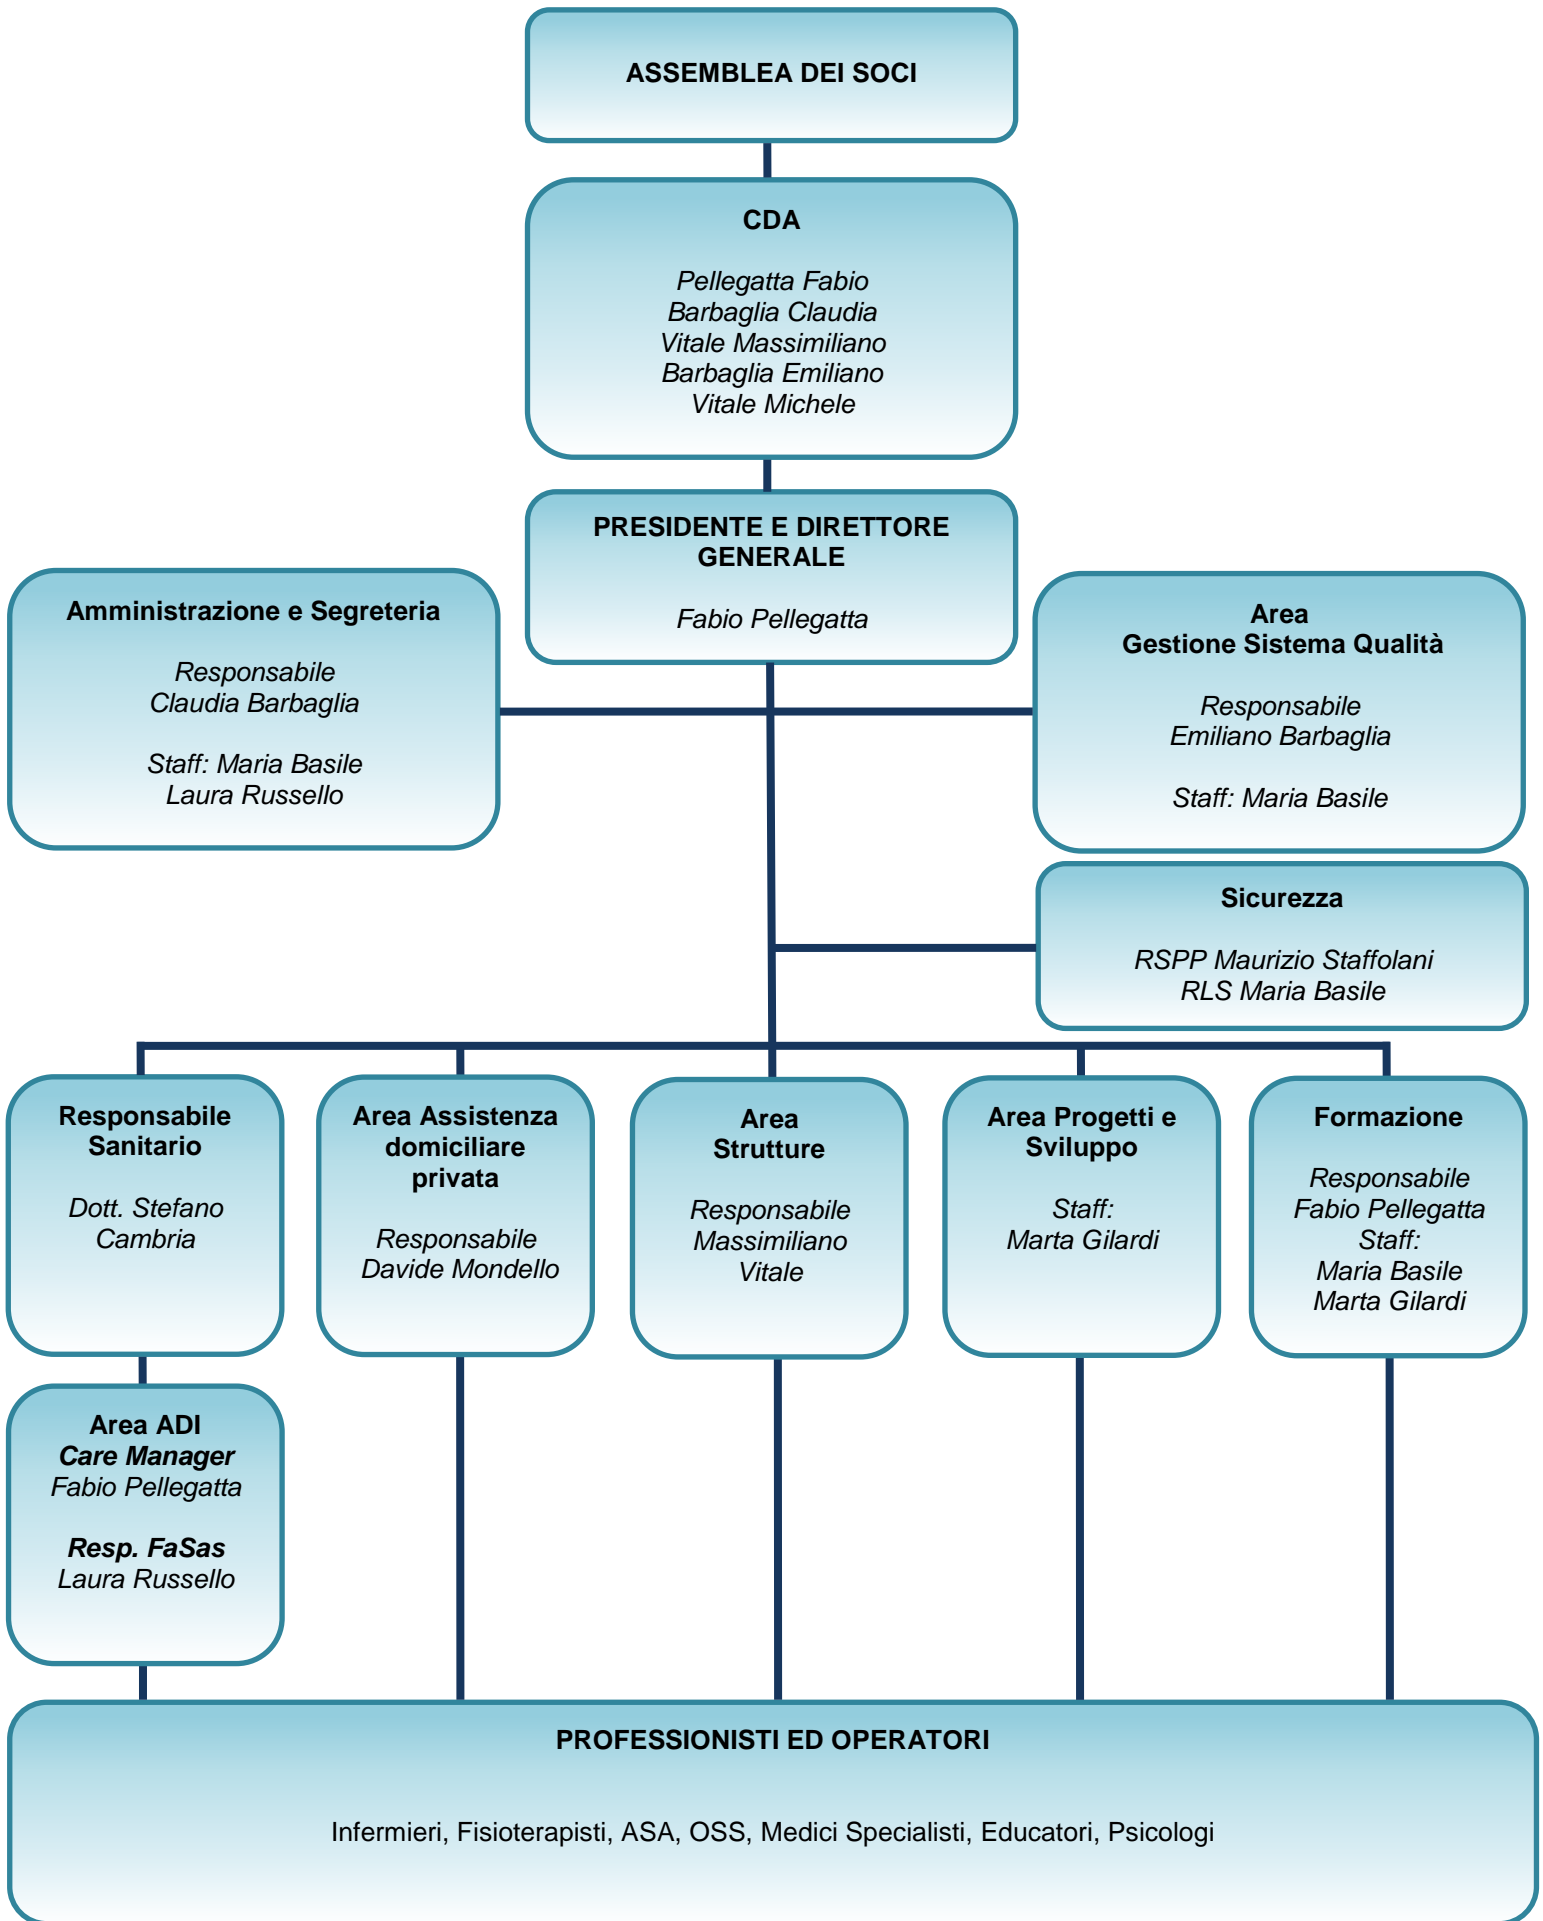 ASSEMBLEA DEI SOCI
CDA
Pellegatta Fabio
Barbaglia Claudia
Vitale Massimiliano
Barbaglia Emiliano
Vitale Michele
PRESIDENTE E DIRETTORE
GENERALE
Fabio Pellegatta
Amministrazione e Segreteria
Responsabile
Claudia Barbaglia
Staff: Maria Basile
Laura Russello
Area
Gestione Sistema Qualità
Responsabile
Emiliano Barbaglia
Staff: Maria Basile
Sicurezza
RSPP Maurizio Staffolani
RLS Maria Basile
Responsabile
Sanitario
Dott. Stefano
Cambria
Area Assistenza
domiciliare
privata
Responsabile
Davide Mondello
Area
Strutture
Responsabile
Massimiliano
Vitale
Area Progetti e
Sviluppo
Staff:
Marta Gilardi
Formazione
Responsabile
Fabio Pellegatta
Staff:
Maria Basile
Marta Gilardi
Area ADI
Care Manager
Fabio Pellegatta
Resp. FaSas
Laura Russello
PROFESSIONISTI ED OPERATORI
Infermieri, Fisioterapisti, ASA, OSS, Medici Specialisti, Educatori, Psicologi